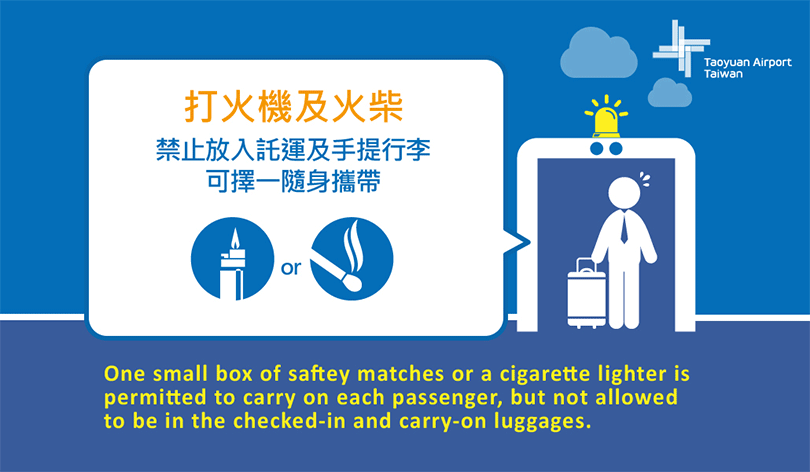 Taoyuan Airport
Taiwan
打火機及火柴
禁止放入託運及手提行李
可擇一隨身攜帶
or
One small box of saftey matches or a cigarette lighter is
permitted to carry on each passenger, but not allowed
to be in the checked-in and carry-on luggages.